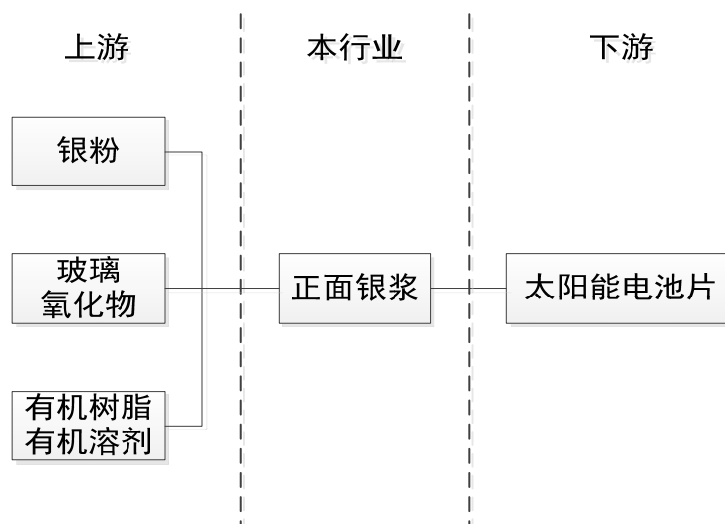 上游
本行业
下游
银粉
玻璃
氧化物
正面银浆
太阳能电池片
有机树脂
有机溶剂